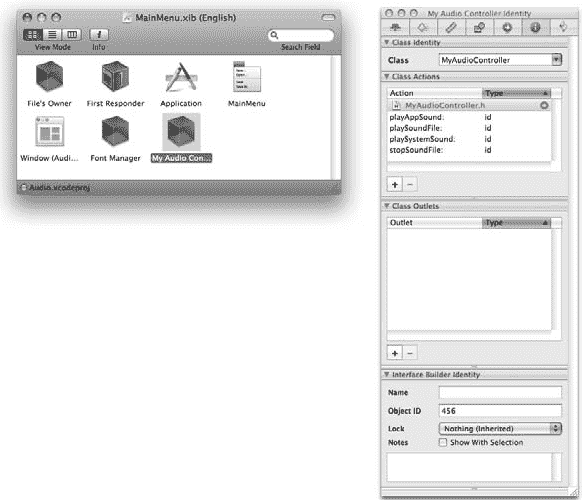 MainMenu.xib (English)
View Mode
Info
Search Field
File's Owner
First Responder
Application
MainMenu
Window (Audi...
Font Manager
My Audio Con...
Audio.xcodeproj
My Audio Controller Identity
Class Identity
Class MyAudioController
Class Actions
Action Type
MyAudioController.h
playAppSound: id
playSoundFile: id
playSystemSound: id
stopSoundFile: id
Class Outlets
Outlet Type
Interface Builder Identity
Name
Object ID 456
Lock Nothing (Inherited)
Notes Show With Selection